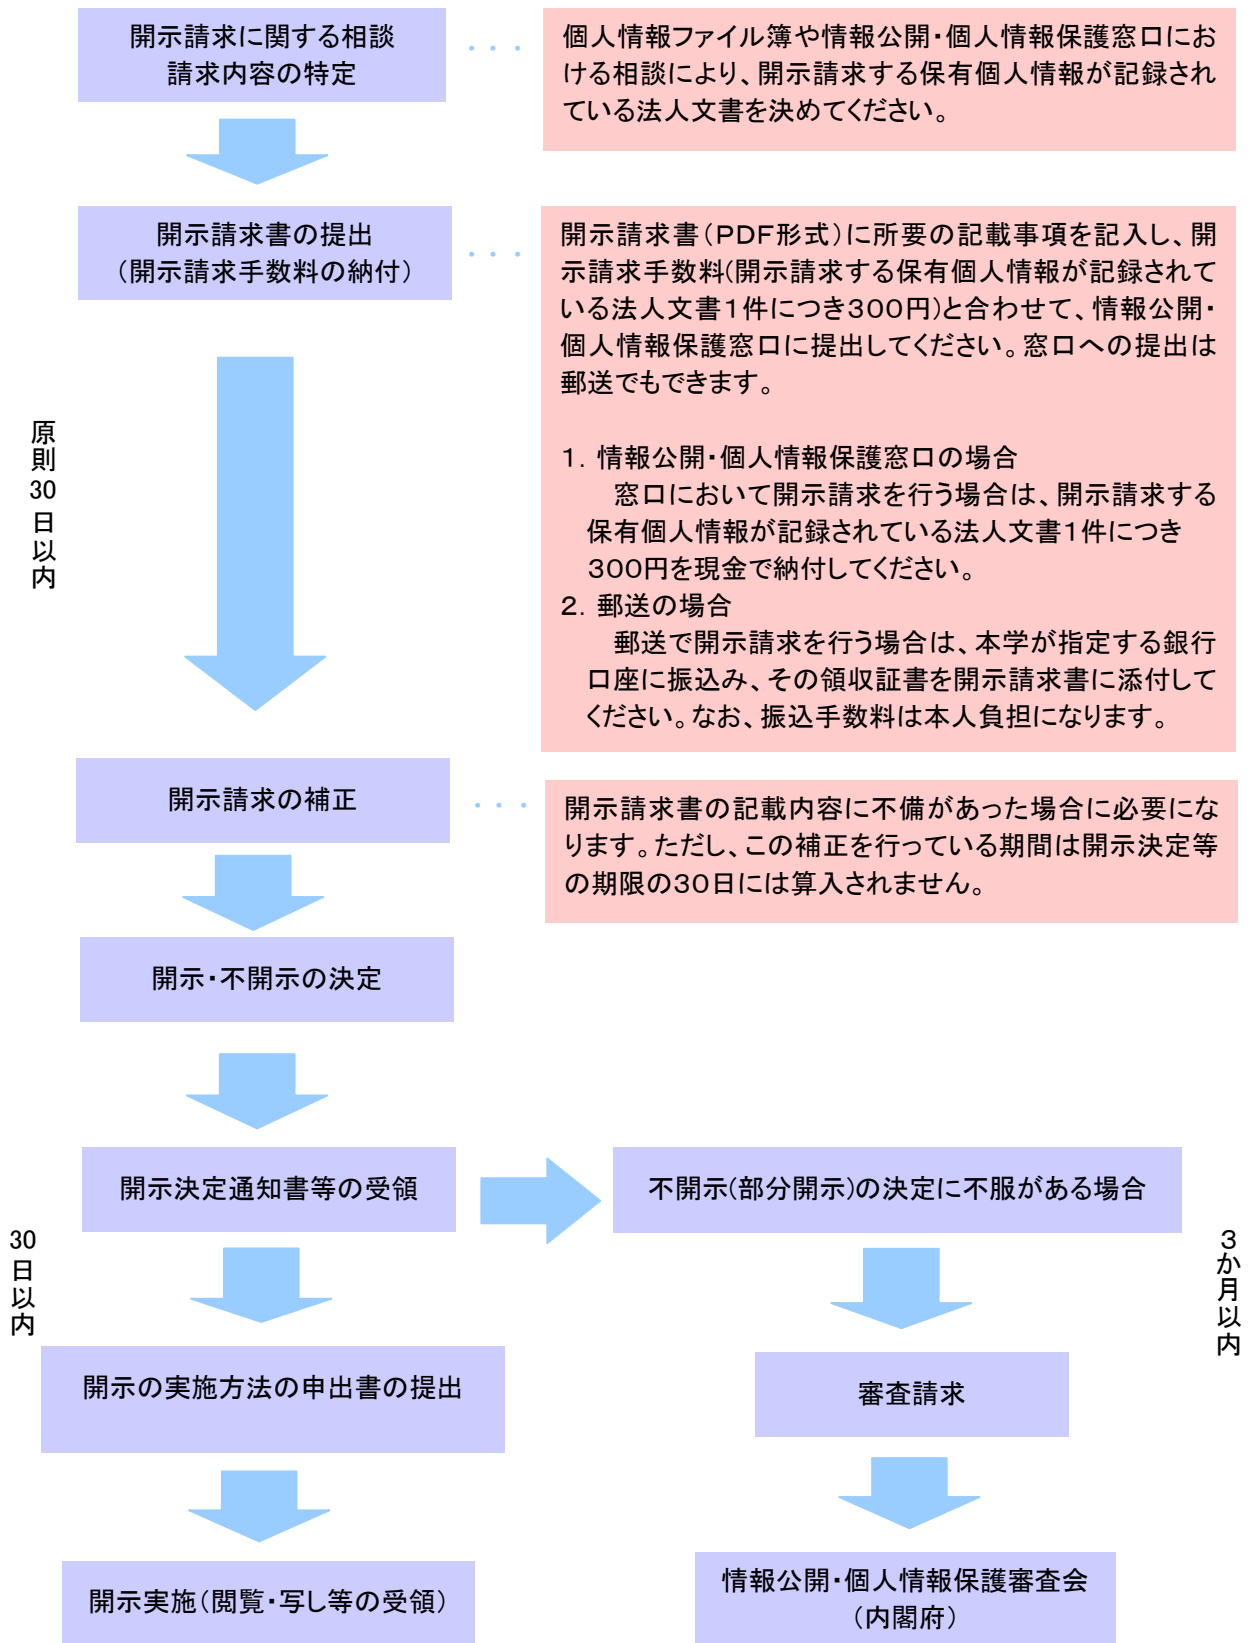 開示請求に関する相談
請求内容の特定
・・・
個人情報ファイル簿や情報公開・個人情報保護窓口にお
ける相談により、開示請求する保有個人情報が記録され
ている法人文書を決めてください。
開示請求書の提出
（開示請求手数料の納付）
・・・
開示請求書（ＰＤＦ形式）に所要の記載事項を記入し、開
示請求手数料(開示請求する保有個人情報が記録されて
いる法人文書１件につき３００円)と合わせて、情報公開・
個人情報保護窓口に提出してください。窓口への提出は
郵送でもできます。
１．情報公開・個人情報保護窓口の場合
窓口において開示請求を行う場合は、開示請求する
保有個人情報が記録されている法人文書１件につき
３００円を現金で納付してください。
２．郵送の場合
郵送で開示請求を行う場合は、本学が指定する銀行
口座に振込み、その領収証書を開示請求書に添付して
ください。なお、振込手数料は本人負担になります。
原則30日以内
開示請求の補正
・・・
開示請求書の記載内容に不備があった場合に必要にな
ります。ただし、この補正を行っている期間は開示決定等
の期限の３０日には算入されません。
開示・不開示の決定
開示決定通知書等の受領
不開示(部分開示)の決定に不服がある場合
30日以内
３か月以内
開示の実施方法の申出書の提出
審査請求
開示実施（閲覧・写し等の受領）
情報公開・個人情報保護審査会
（内閣府）